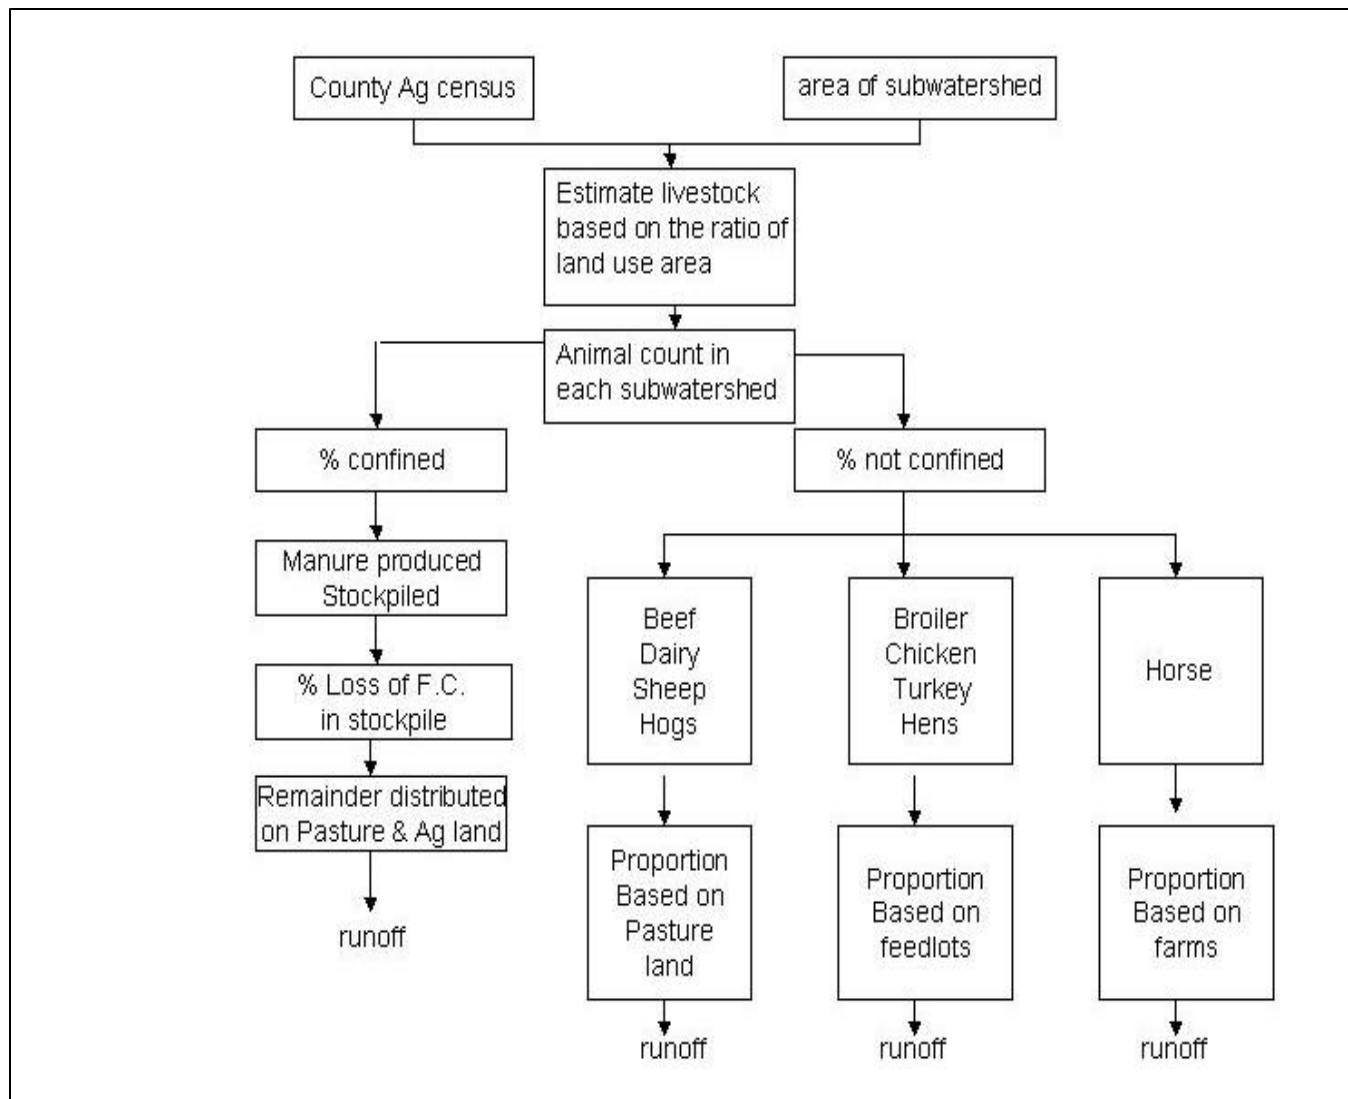 County Ag census
area of subwatershed
Estimate livestock
based on the ratio of
land use area
Animal count in
each subwatershed
% confined
% not confined
Manure produced
Stockpiled
% Loss of F.C.
in stockpile
Remainder distributed
on Pasture & Ag land
runoff
Beef
Dairy
Sheep
Hogs
Broiler
Chicken
Turkey
Hens
Horse
Proportion
Based on
Pasture
land
Proportion
Based on
feedlots
Proportion
Based on
farms
runoff
runoff
runoff